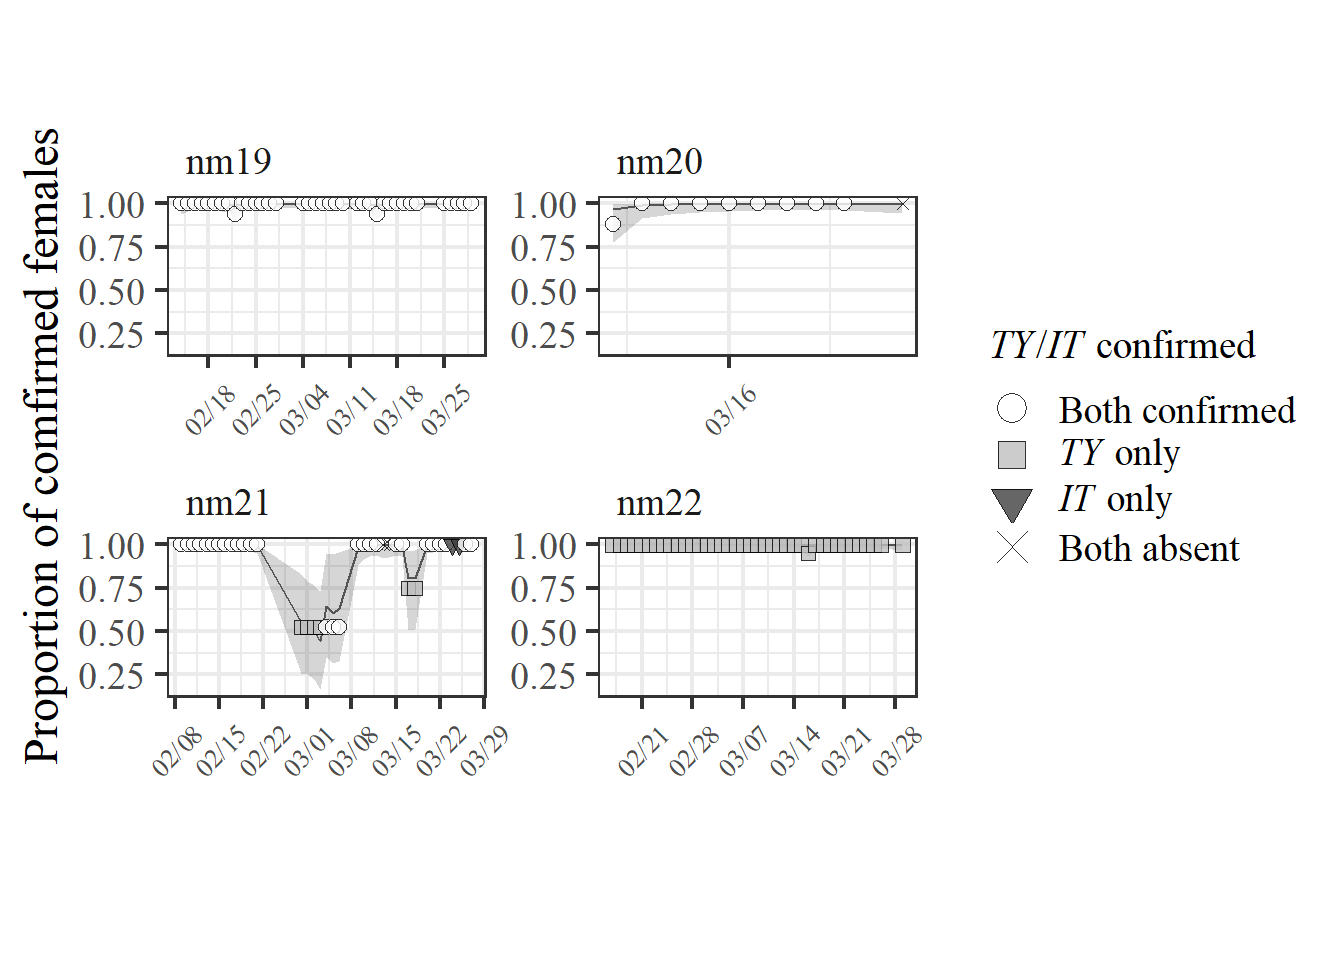 Proportion of comfirmed females
nm19
1.00
0.75
0.50
0.25
02/18 02/25 03/04 03/11 03/18 03/25
nm20
1.00
0.75
0.50
0.25
03/16
nm21
1.00
0.75
0.50
0.25
02/08 02/15 02/22 03/01 03/08 03/15 03/22 03/29
nm22
1.00
0.75
0.50
0.25
02/21 02/28 03/07 03/14 03/21 03/28
TY/IT confirmed
Both confirmed
TY only
IT only
Both absent